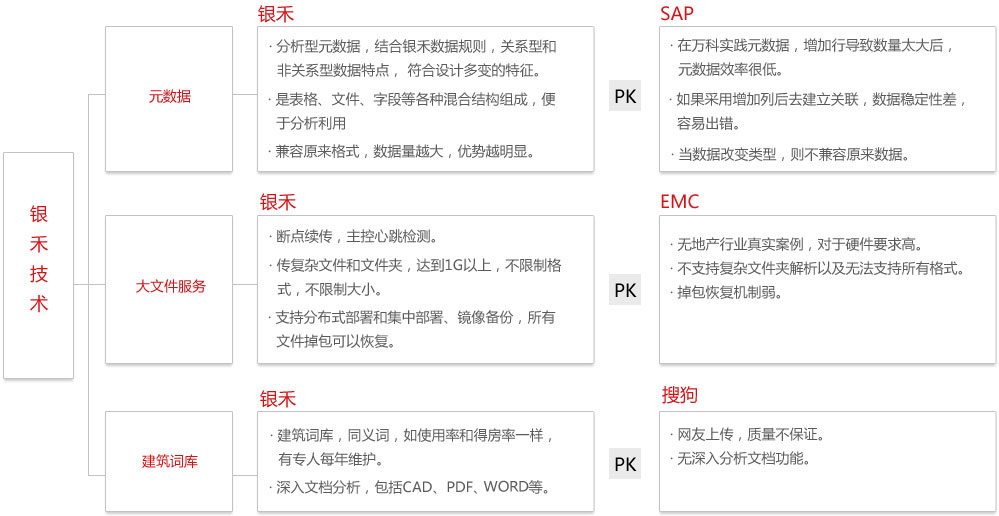 银禾技术
元数据
银禾
· 分析型元数据，结合银禾数据规则，关系型和
非关系型数据特点， 符合设计多变的特征。
· 是表格、文件、字段等各种混合结构组成，便
于分析利用
· 兼容原来格式，数据量越大，优势越明显。
PK
SAP
· 在万科实践元数据，增加行导致数量太大后，
元数据效率很低。
· 如果采用增加列后去建立关联，数据稳定性差，
容易出错。
· 当数据改变类型，则不兼容原来数据。
大文件服务
银禾
· 断点续传，主控心跳检测。
· 传复杂文件和文件夹，达到1G以上，不限制格
式，不限制大小。
· 支持分布式部署和集中部署、镜像备份，所有
文件掉包可以恢复。
PK
EMC
· 无地产行业真实案例，对于硬件要求高。
· 不支持复杂文件夹解析以及无法支持所有格式。
· 掉包恢复机制弱。
建筑词库
银禾
· 建筑词库，同义词，如使用率和得房率一样，
有专人每年维护。
· 深入文档分析，包括CAD、PDF、WORD等。
PK
搜狗
· 网友上传，质量不保证。
· 无深入分析文档功能。